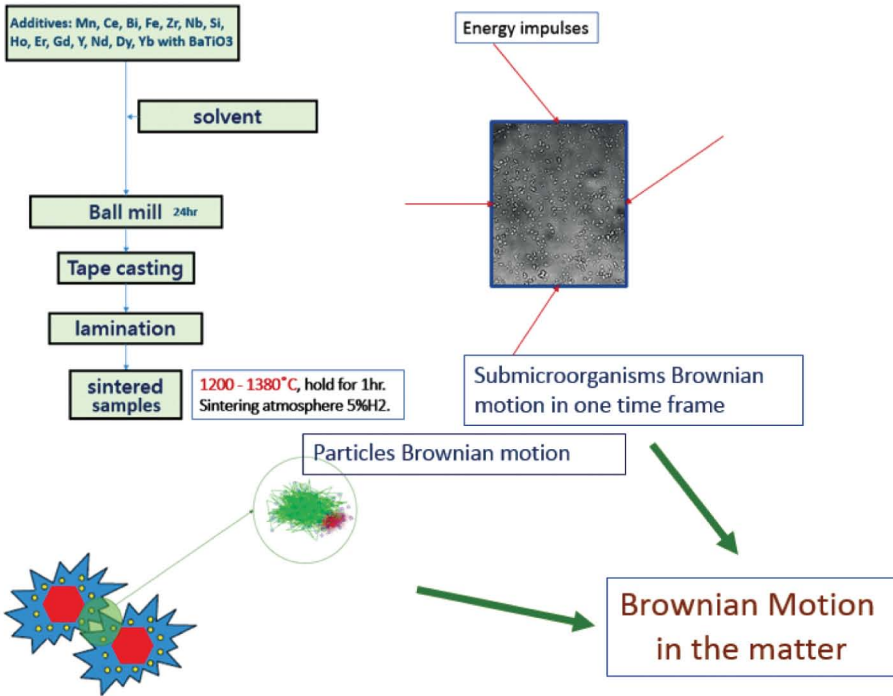 Additives: Mn, Ce, Bi, Fe, Zr, Nb, Si,
Ho, Er, Gd, Y, Nd, Dy, Yb with BaTiO3
solvent
Ball mill 24hr
Tape casting
lamination
sintered
samples
1200 - 1380°C, hold for 1hr.
Sintering atmosphere 5%H2.
Energy impulses
Submicroorganisms Brownian
motion in one time frame
Particles Brownian motion
Brownian Motion
in the matter